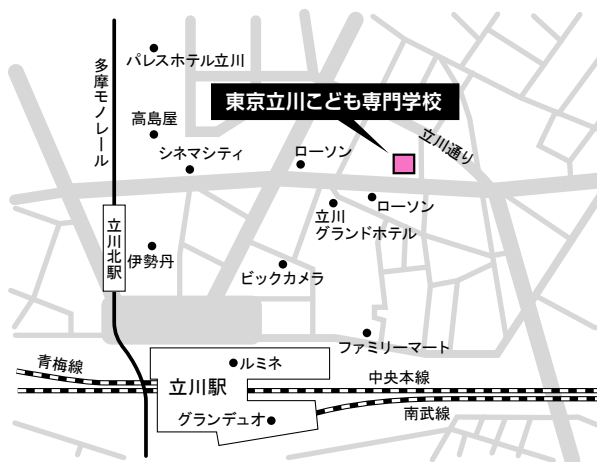 パレスホテル立川
多摩モノレール
東京立川こども専門学校
高島屋
立川通り
シネマシティ
ローソン
ローソン
立川
グランドホテル
立川北駅
伊勢丹
ビックカメラ
ファミリーマート
ルミネ
青梅線
立川駅
中央本線
グランデュオ
南武線